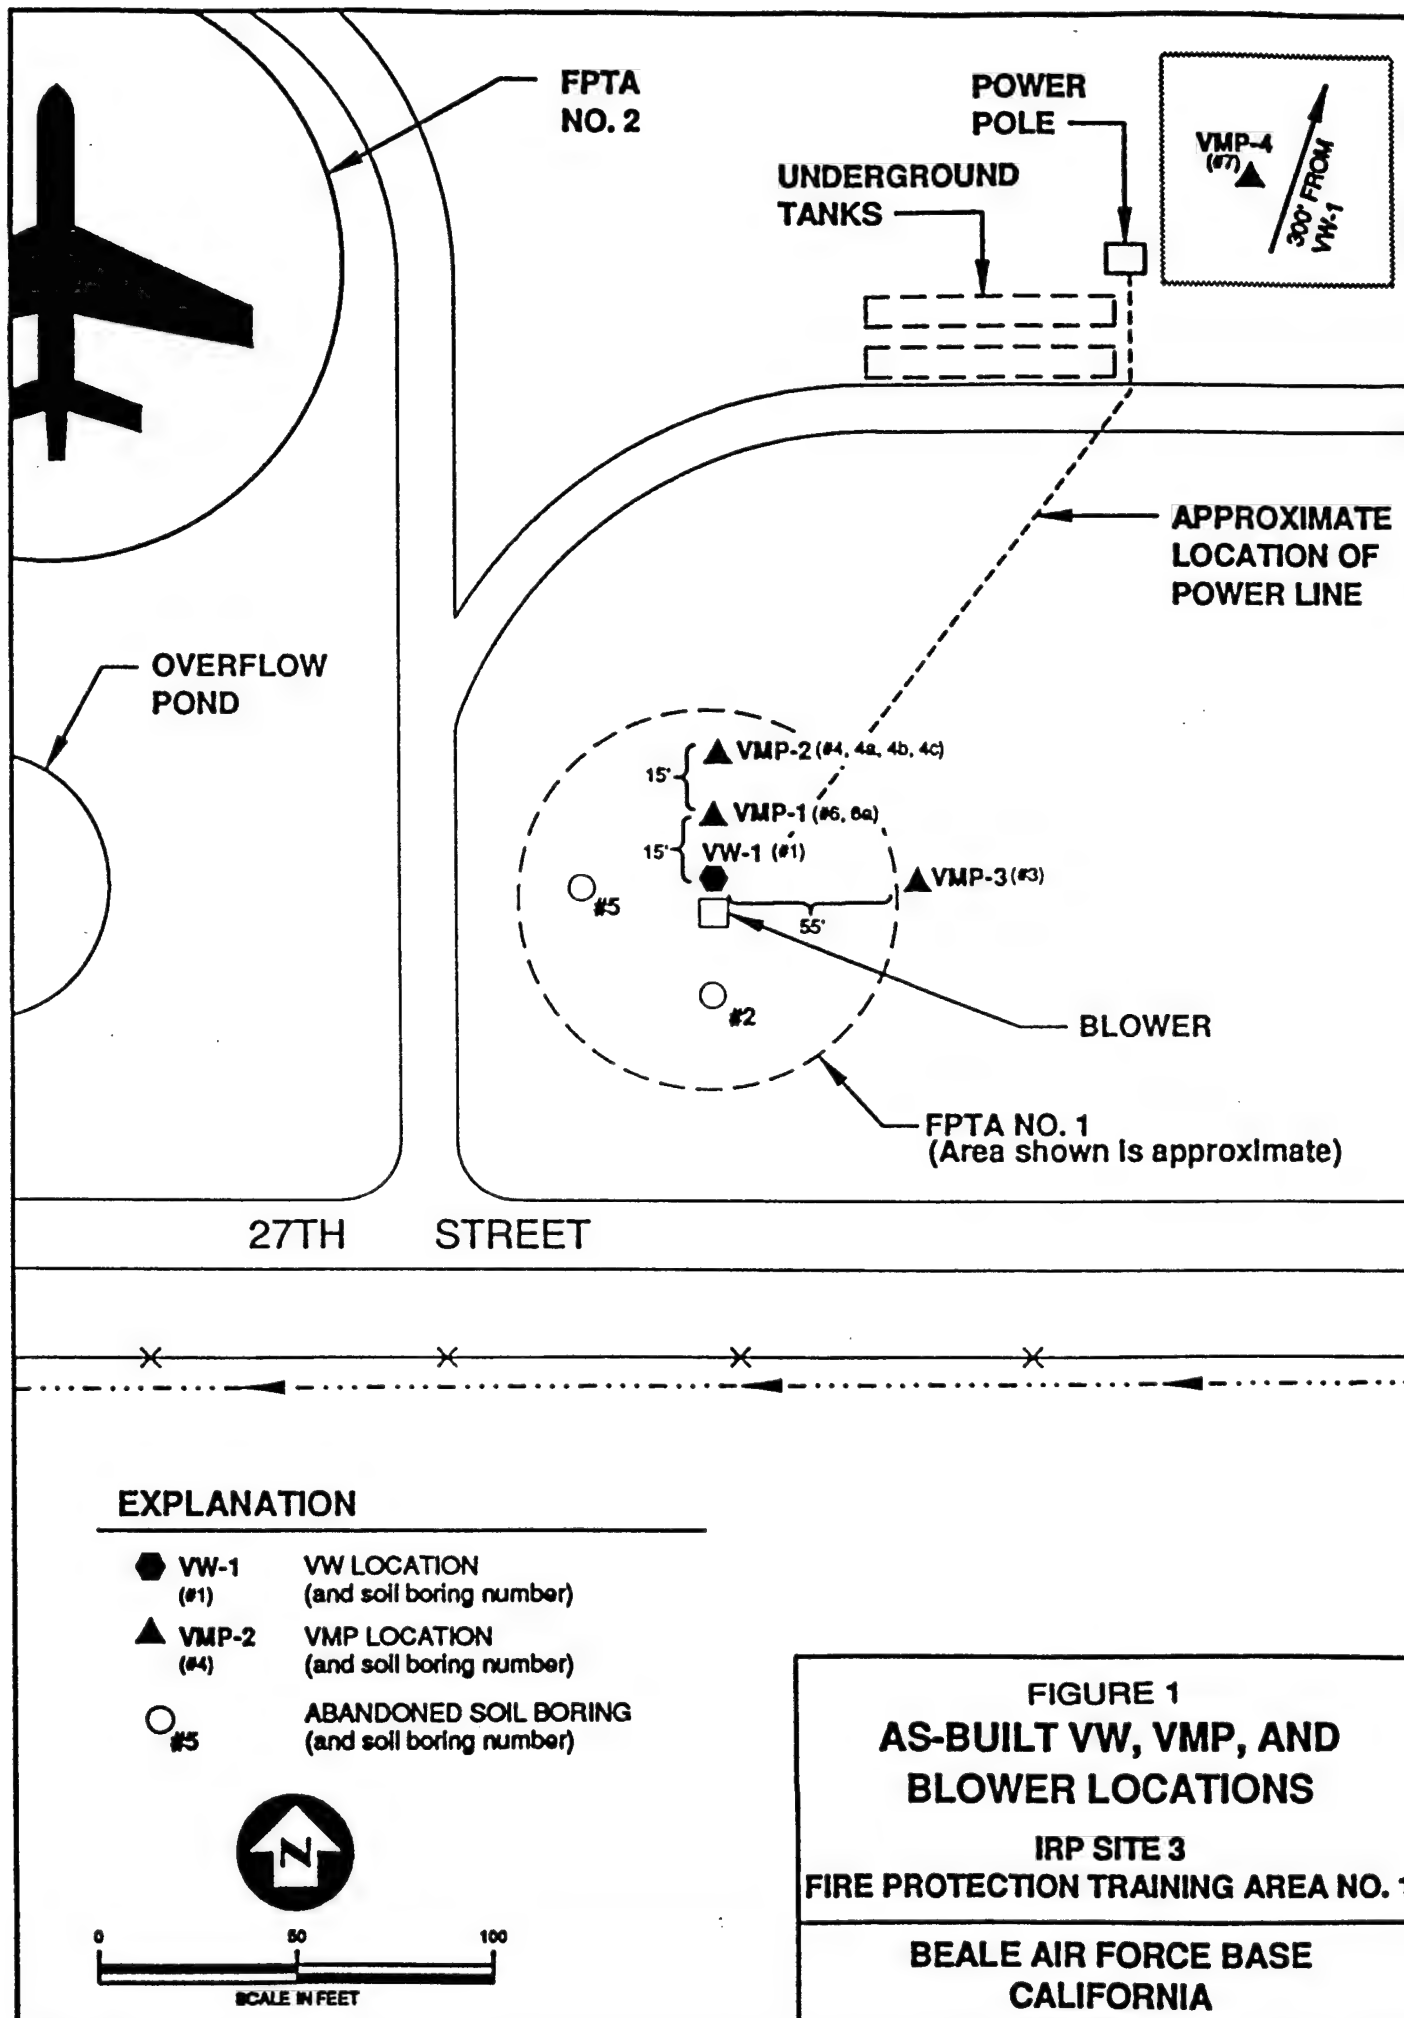 FPTA
NO. 2
POWER
POLE
VMP-4
(#7)
300' FROM
VW-1
UNDERGROUND
TANKS
APPROXIMATE
LOCATION OF
POWER LINE
OVERFLOW
POND
VMP-2 (#4, 4a, 4b, 4c)
15'
VMP-1 (#6, 6a)
15'
VW-1 (#1)
VMP-3 (#3)
#5
55'
#2
BLOWER
FPTA NO. 1
(Area shown is approximate)
27TH STREET
EXPLANATION
VW-1 VW LOCATION
(#1) (and soil boring number)
VMP-2 VMP LOCATION
(#4) (and soil boring number)
ABANDONED SOIL BORING
#5 (and soil boring number)
N
0 50 100
SCALE IN FEET
FIGURE 1
AS-BUILT VW, VMP, AND
BLOWER LOCATIONS
IRP SITE 3
FIRE PROTECTION TRAINING AREA NO. 1
BEALE AIR FORCE BASE
CALIFORNIA